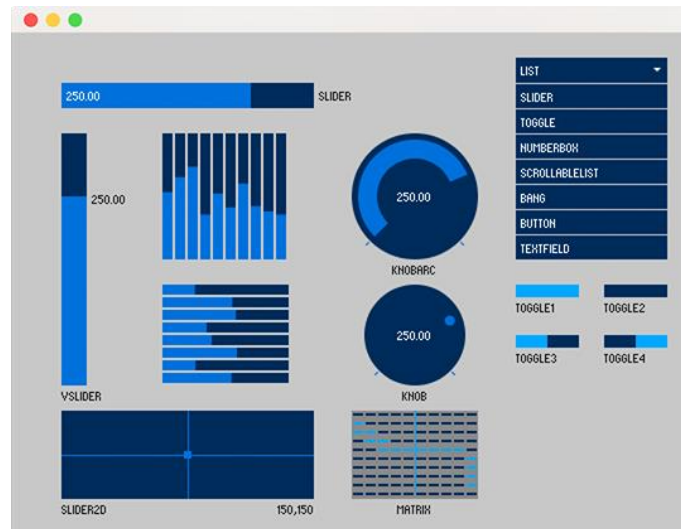 250.00
SLIDER
250.00
VSLIDER
250.00
KNOBARC
250.00
KNOB
SLIDER2D
150,150
MATRIX
LIST
SLIDER
TOGGLE
NUMBERBOX
SCROLLABLELIST
BANG
BUTTON
TEXTFIELD
TOGGLE1
TOGGLE2
TOGGLE3
TOGGLE4